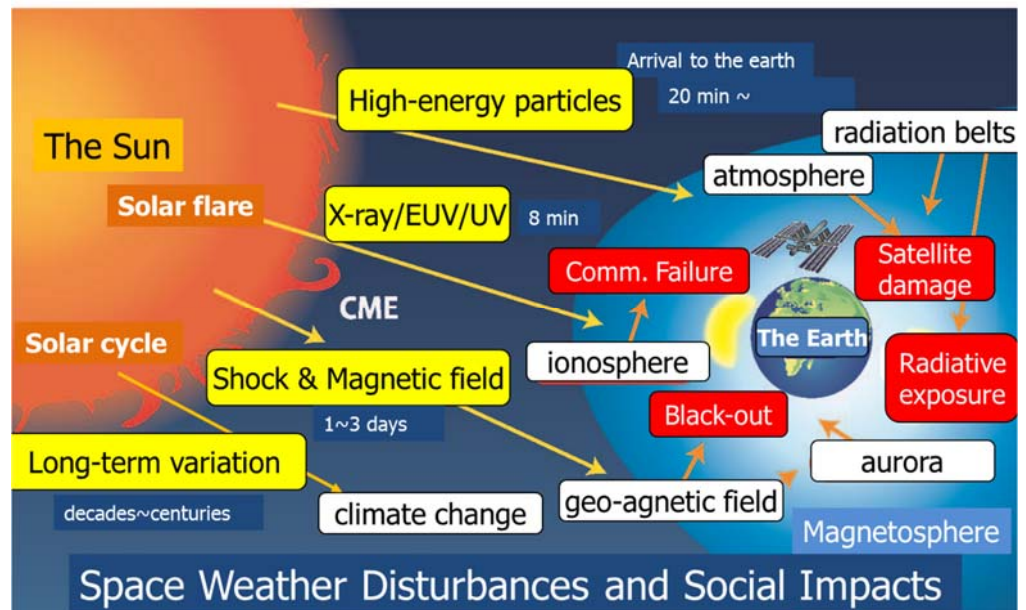 Arrival to the earth
20 min ~
High-energy particles
radiation belts
The Sun
atmosphere
Solar flare
X-ray/EUV/UV
8 min
Satellite
damage
Comm. Failure
CME
The Earth
Solar cycle
ionosphere
Shock & Magnetic field
Radiative
exposure
1~3 days
Black-out
Long-term variation
aurora
decades~centuries
climate change
geo-agnetic field
Magnetosphere
Space Weather Disturbances and Social Impacts